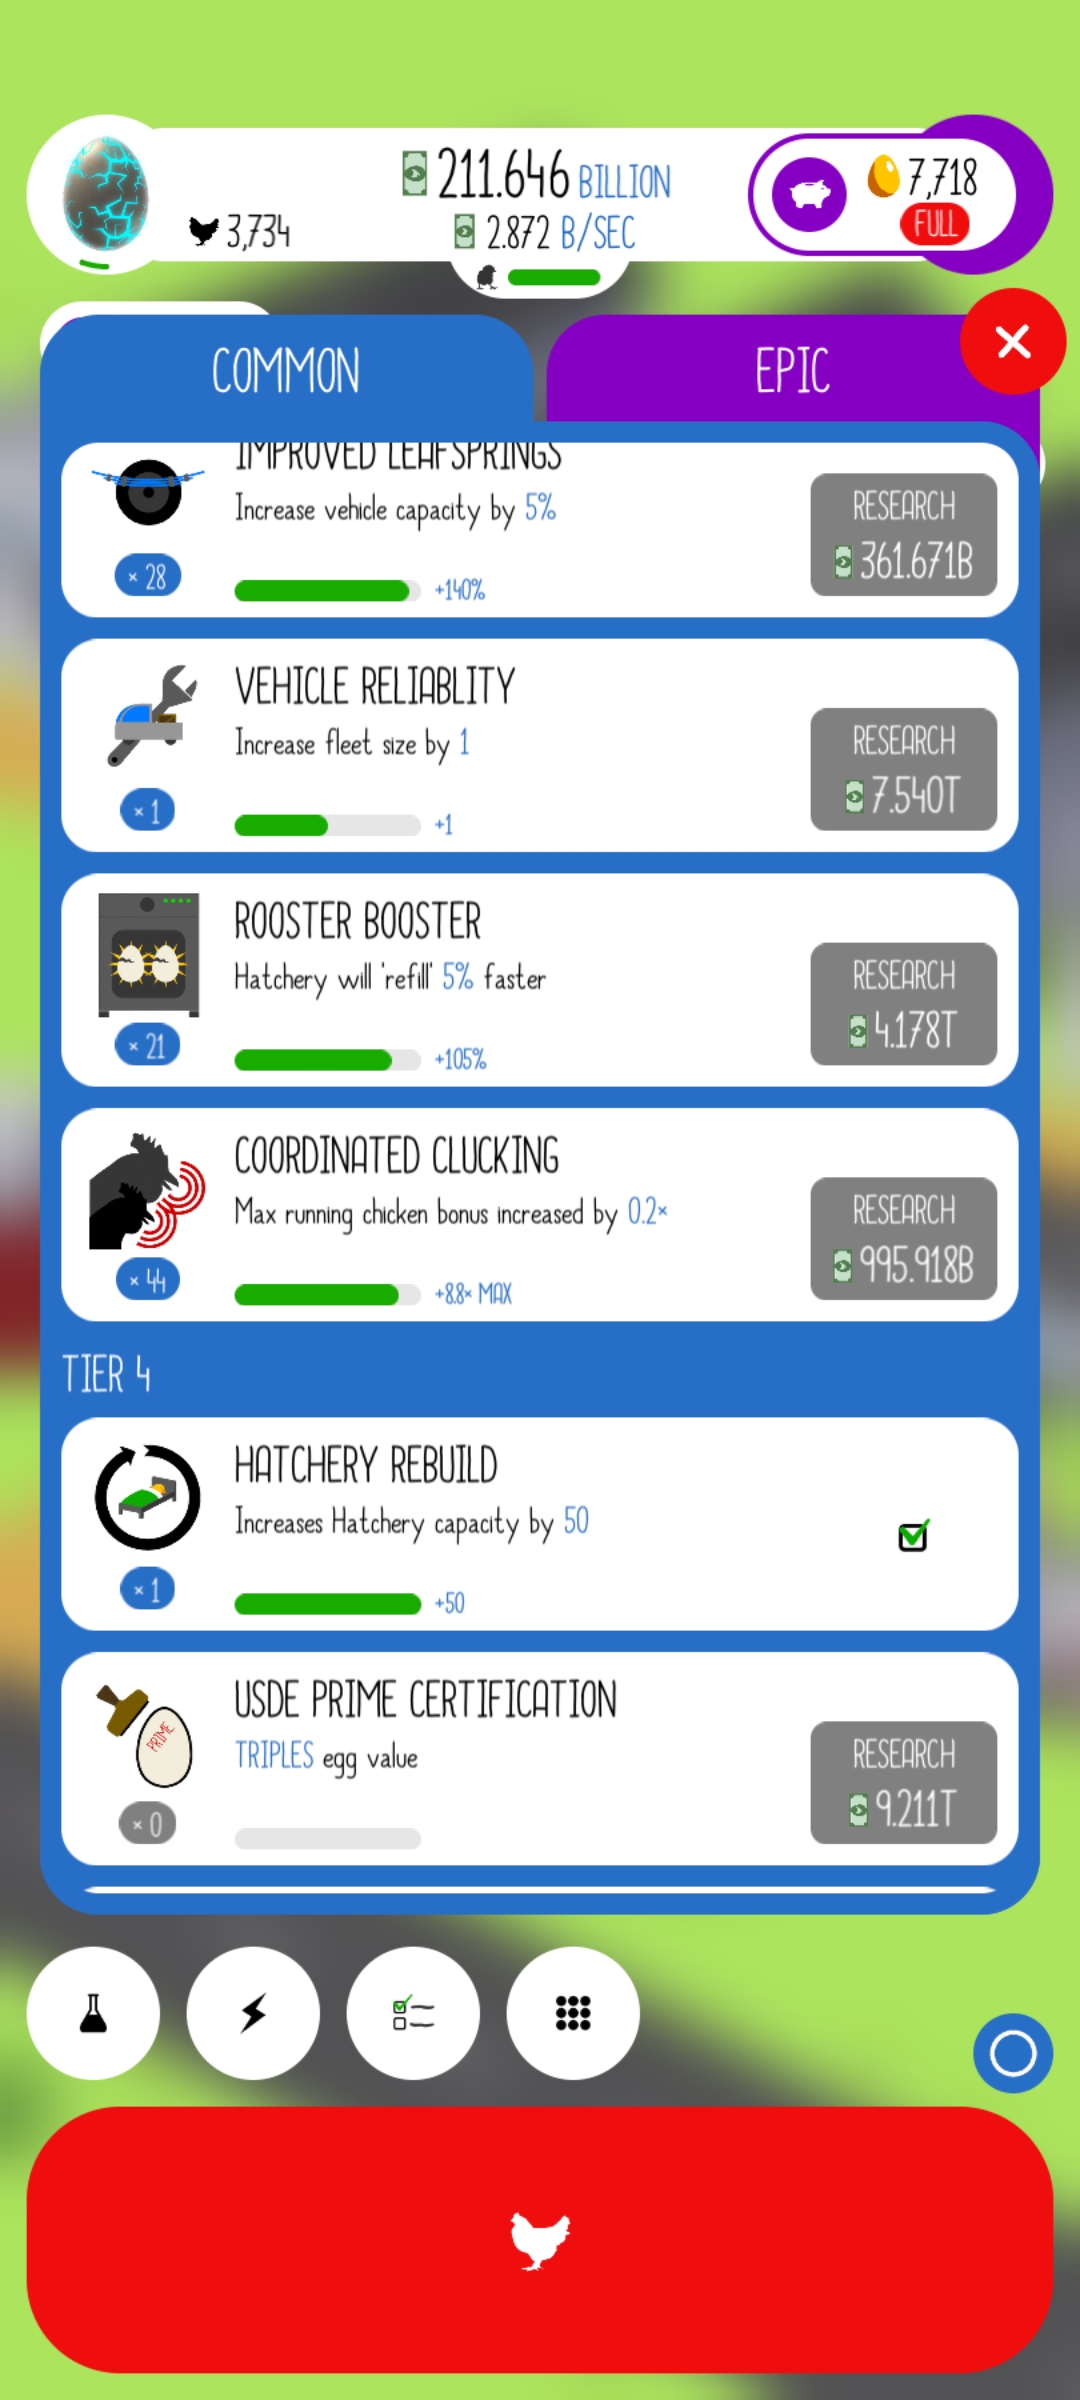 211.646 BILLION
3,734
2.872 B/SEC
7,718
FULL
COMMON
EPIC
IMPROVED LEAFSPRINGS
Increase vehicle capacity by 5%
× 28
+140%
RESEARCH
361.671B
VEHICLE RELIABLITY
Increase fleet size by 1
× 1
+1
RESEARCH
7.540T
ROOSTER BOOSTER
Hatchery will 'refill' 5% faster
× 21
+105%
RESEARCH
4.178T
COORDINATED CLUCKING
Max running chicken bonus increased by 0.2×
× 44
+8.8× MAX
RESEARCH
995.918B
TIER 4
HATCHERY REBUILD
Increases Hatchery capacity by 50
× 1
+50
USDE PRIME CERTIFICATION
TRIPLES egg value
PRIME
× 0
RESEARCH
9.211T